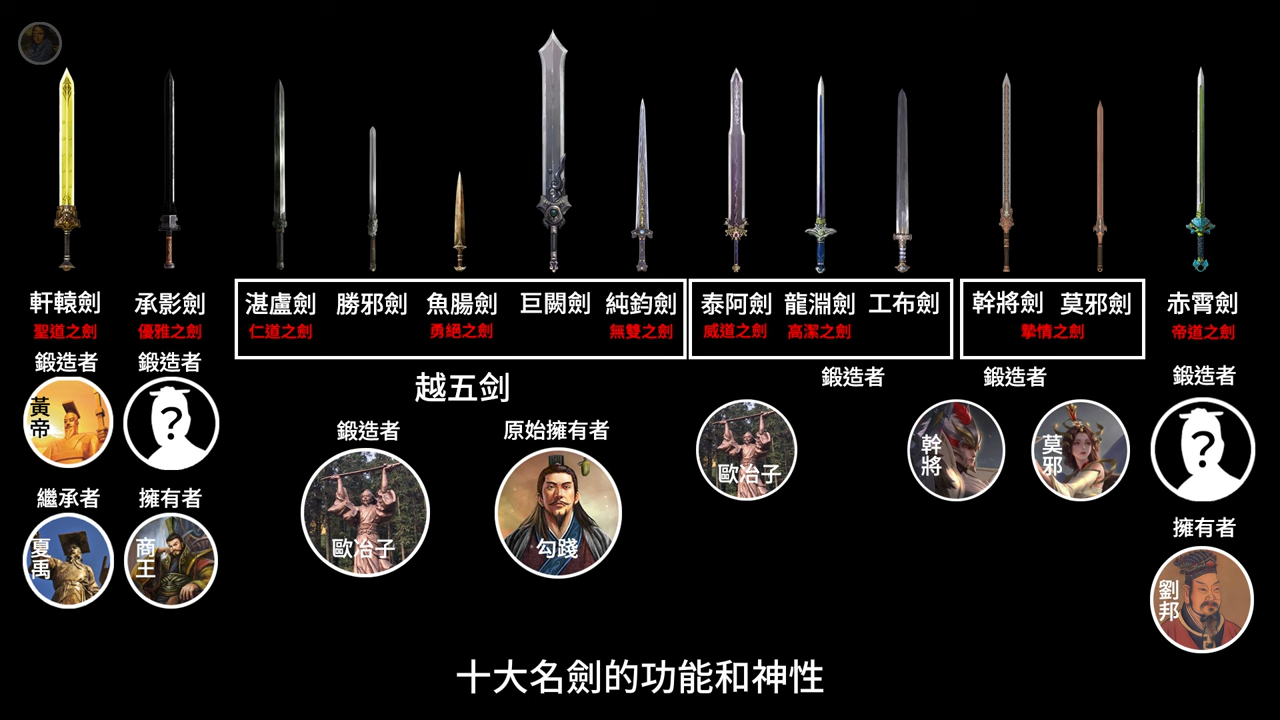 軒轅劍
聖道之劍
鍛造者
黃帝
繼承者
夏禹
承影劍
優雅之劍
鍛造者
?
擁有者
商王
湛盧劍 勝邪劍 魚腸劍 巨闕劍 純鈞劍
仁道之劍 勇絕之劍 無雙之劍
越五剑
鍛造者
歐冶子
原始擁有者
勾踐
泰阿劍 龍淵劍 工布劍
威道之劍 高潔之劍
鍛造者
歐冶子
幹將劍 莫邪劍
摯情之劍
鍛造者
幹將
莫邪
赤霄劍
帝道之劍
鍛造者
?
擁有者
劉邦
十大名劍的功能和神性